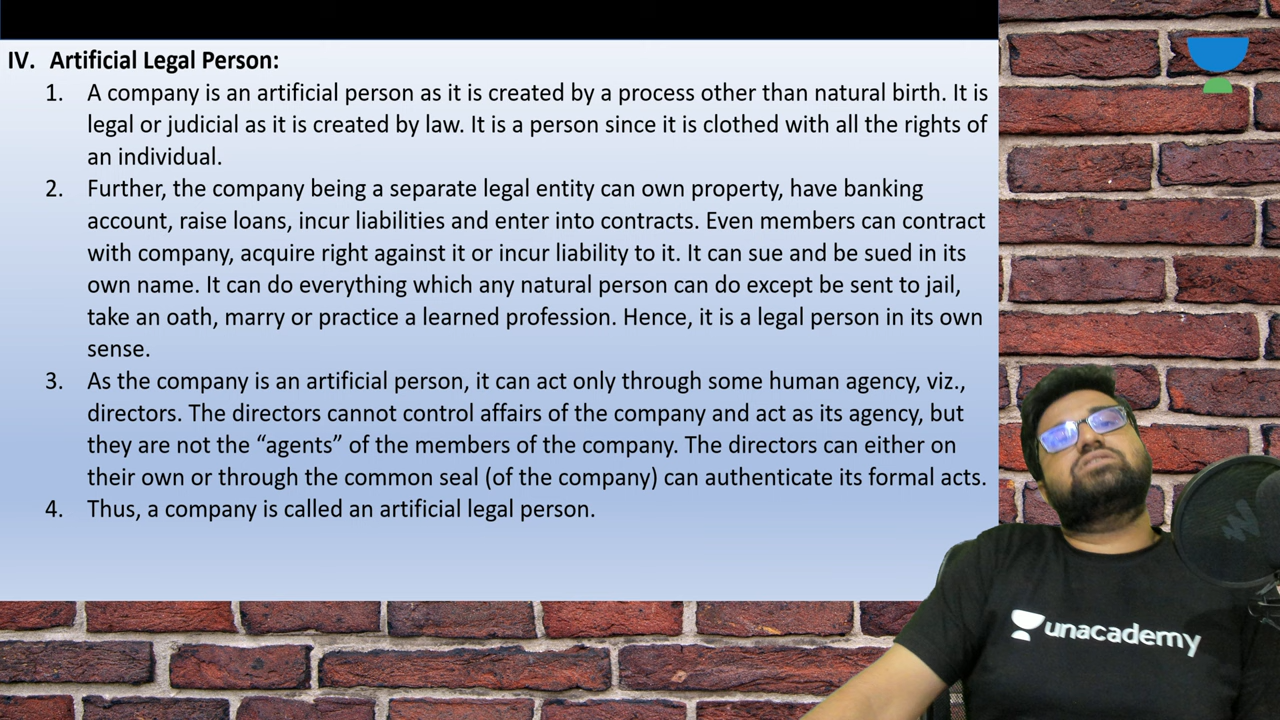 IV. Artificial Legal Person:
1. A company is an artificial person as it is created by a process other than natural birth. It is
legal or judicial as it is created by law. It is a person since it is clothed with all the rights of
an individual.
2. Further, the company being a separate legal entity can own property, have banking
account, raise loans, incur liabilities and enter into contracts. Even members can contract
with company, acquire right against it or incur liability to it. It can sue and be sued in its
own name. It can do everything which any natural person can do except be sent to jail,
take an oath, marry or practice a learned profession. Hence, it is a legal person in its own
sense.
3. As the company is an artificial person, it can act only through some human agency, viz.,
directors. The directors cannot control affairs of the company and act as its agency, but
they are not the “agents” of the members of the company. The directors can either on
their own or through the common seal (of the company) can authenticate its formal acts.
4. Thus, a company is called an artificial legal person.
unacademy